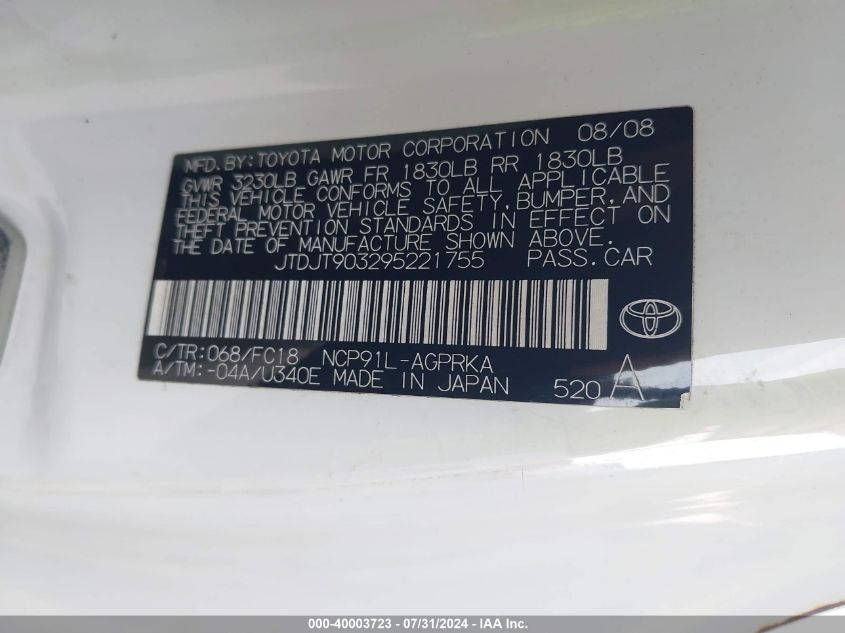 MFD. BY: TOYOTA MOTOR CORPORATION 08/08
GVWR 3230LB GAWR FR 1830LB RR 1830LB
THIS VEHICLE CONFORMS TO ALL APPLICABLE
FEDERAL MOTOR VEHICLE SAFETY, BUMPER, AND
THEFT PREVENTION STANDARDS IN EFFECT ON
THE DATE OF MANUFACTURE SHOWN ABOVE.
JTDJT903295221755 PASS. CAR
C/TR: 068/FC18 NCP91L-AGPRKA
A/TM: -04A/U340E MADE IN JAPAN 520 A
000-40003723 - 07/31/2024 - IAA Inc.